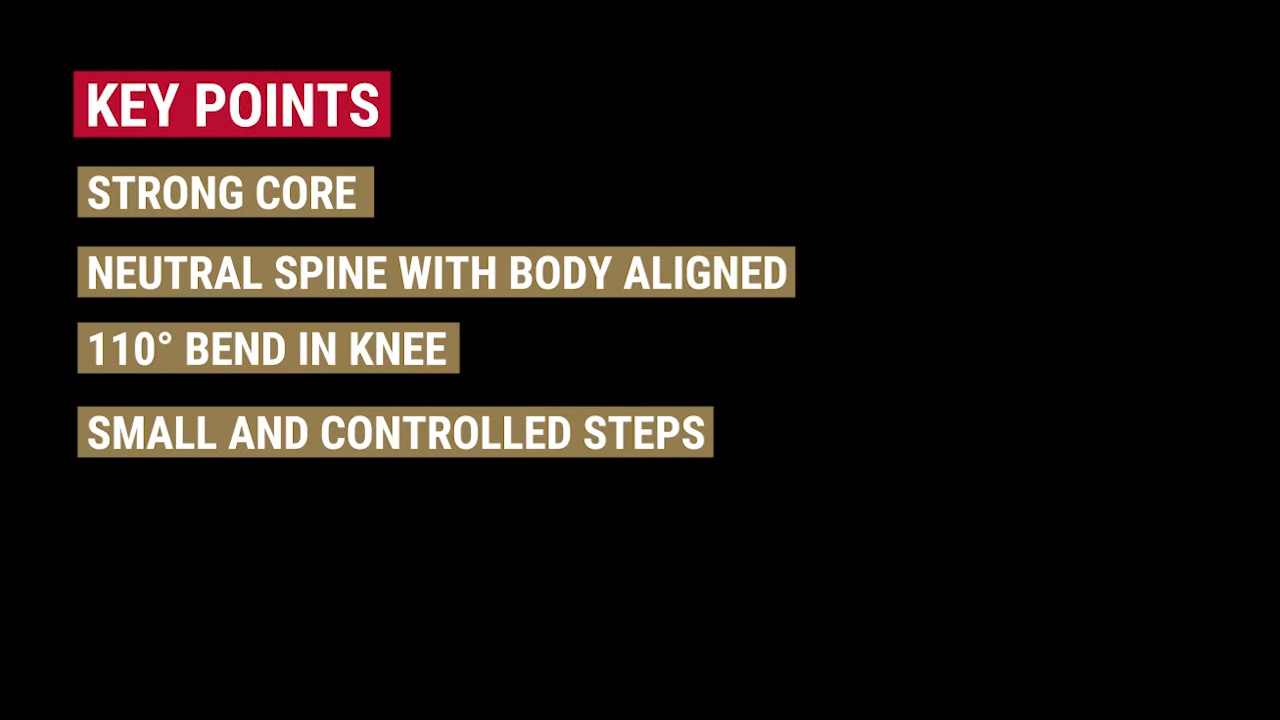 KEY POINTS
STRONG CORE
NEUTRAL SPINE WITH BODY ALIGNED
110° BEND IN KNEE
SMALL AND CONTROLLED STEPS